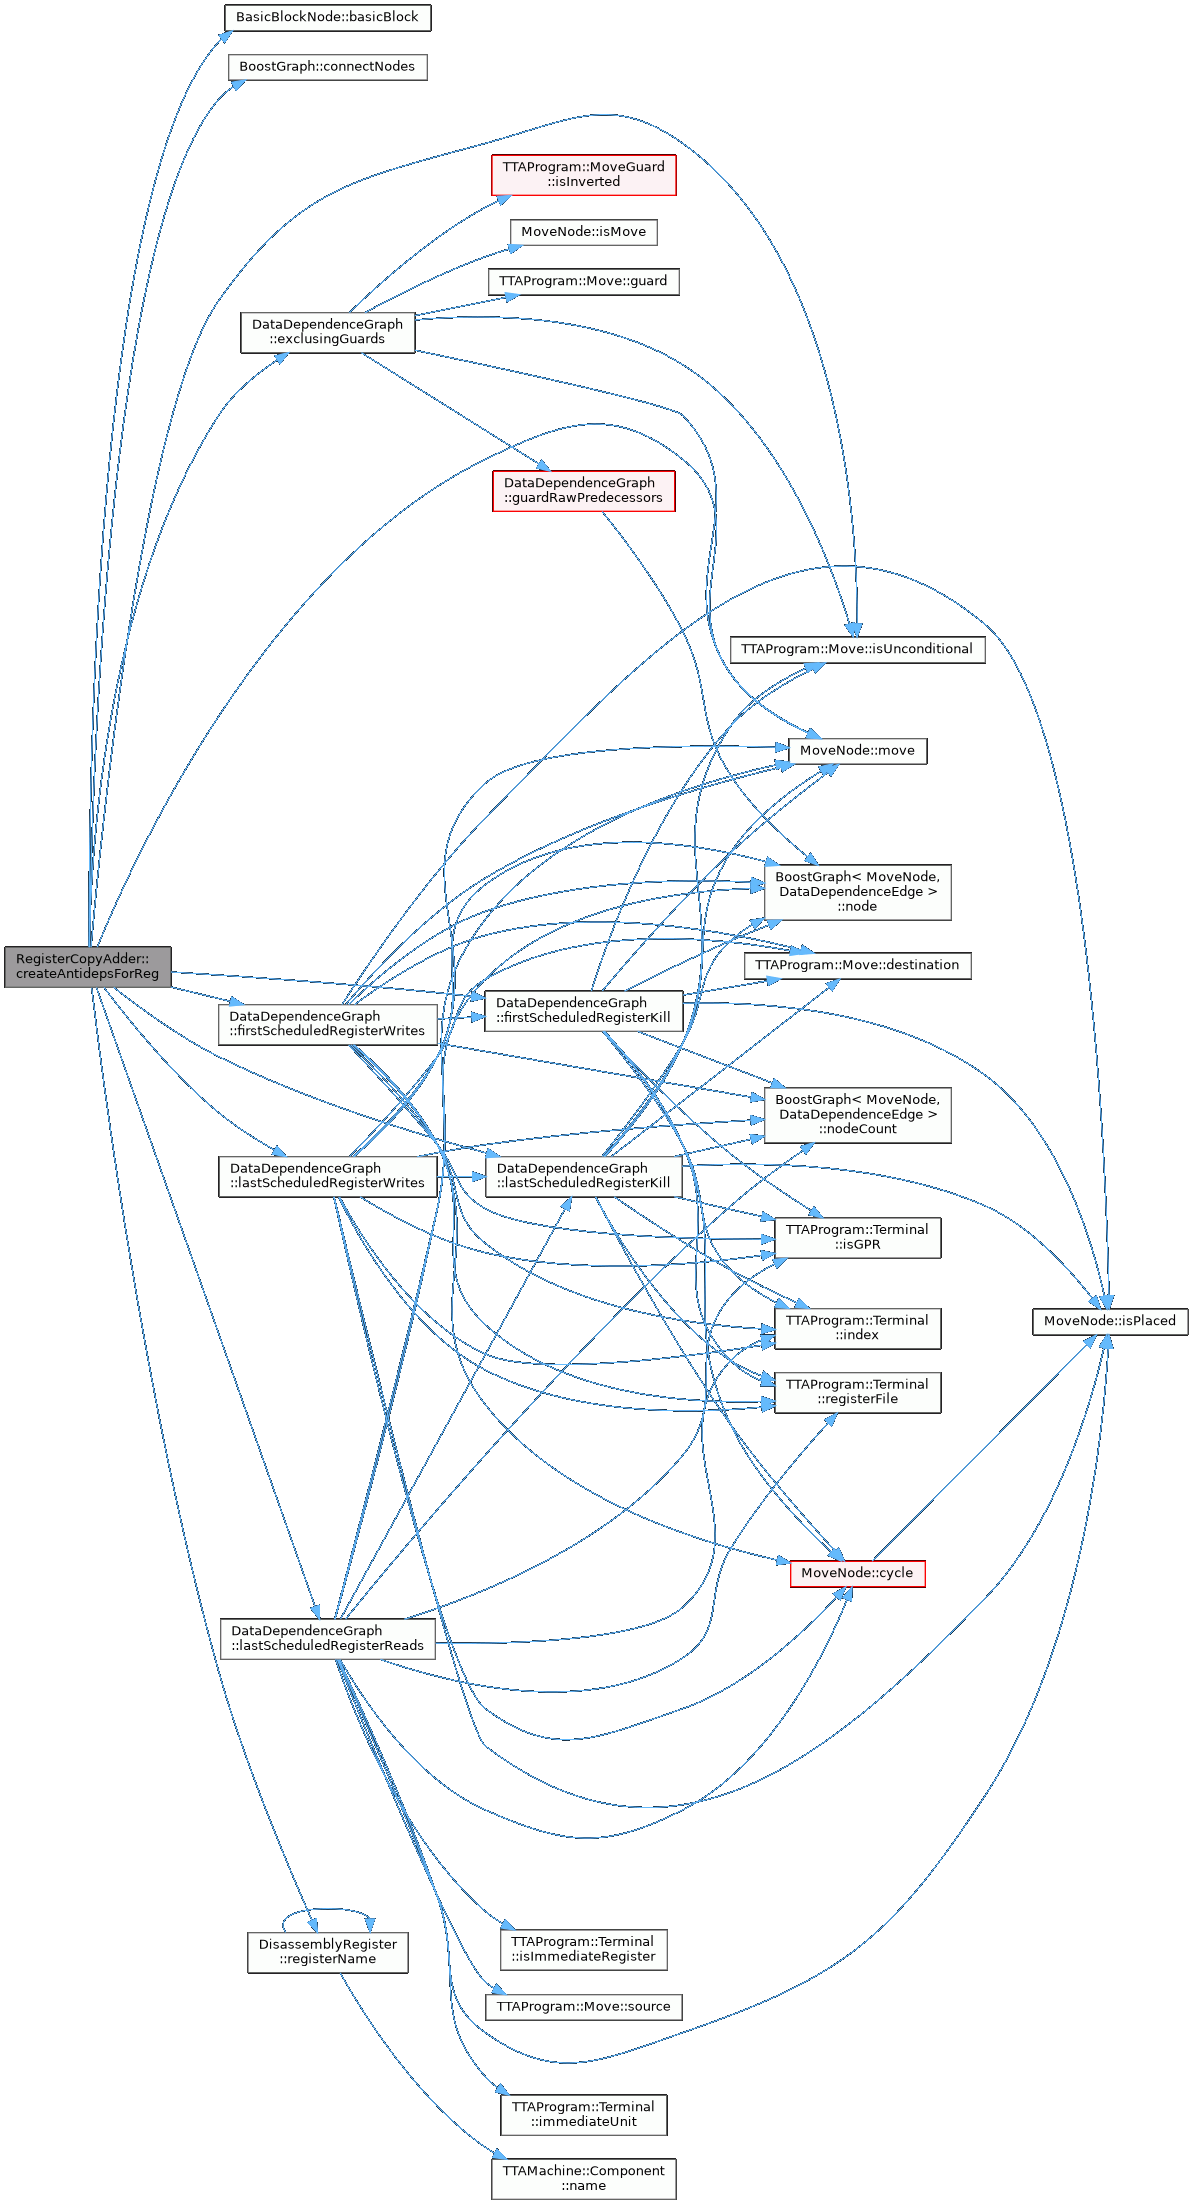 BasicBlockNode::basicBlock
BoostGraph::connectNodes
TTAProgram::MoveGuard
::isInverted
MoveNode::isMove
TTAProgram::Move::guard
DataDependenceGraph
::exclusingGuards
DataDependenceGraph
::guardRawPredecessors
TTAProgram::Move::isUnconditional
MoveNode::move
BoostGraph< MoveNode,
DataDependenceEdge >
::node
RegisterCopyAdder::
createAntidepsForReg
TTAProgram::Move::destination
DataDependenceGraph
::firstScheduledRegisterWrites
DataDependenceGraph
::firstScheduledRegisterKill
BoostGraph< MoveNode,
DataDependenceEdge >
::nodeCount
DataDependenceGraph
::lastScheduledRegisterWrites
DataDependenceGraph
::lastScheduledRegisterKill
TTAProgram::Terminal
::isGPR
TTAProgram::Terminal
::index
MoveNode::isPlaced
TTAProgram::Terminal
::registerFile
MoveNode::cycle
DataDependenceGraph
::lastScheduledRegisterReads
DisassemblyRegister
::registerName
TTAProgram::Terminal
::isImmediateRegister
TTAProgram::Move::source
TTAProgram::Terminal
::immediateUnit
TTAMachine::Component
::name